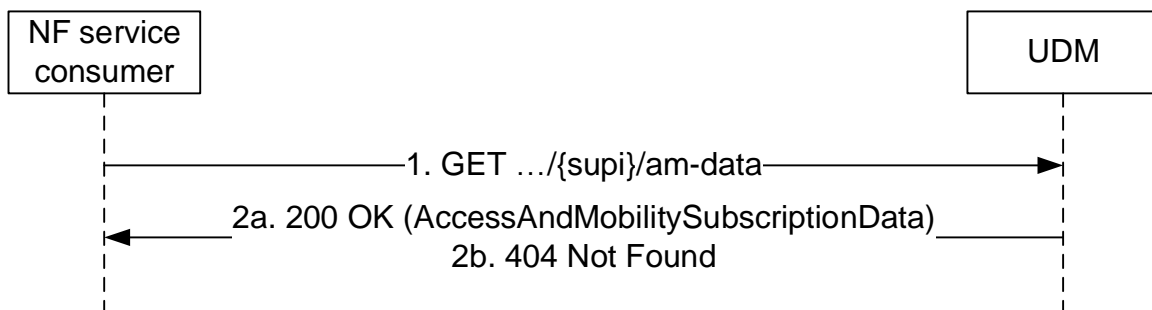 NF service
consumer
UDM
1. GET …/{supi}/am-data
2a. 200 OK (AccessAndMobilitySubscriptionData)
2b. 404 Not Found